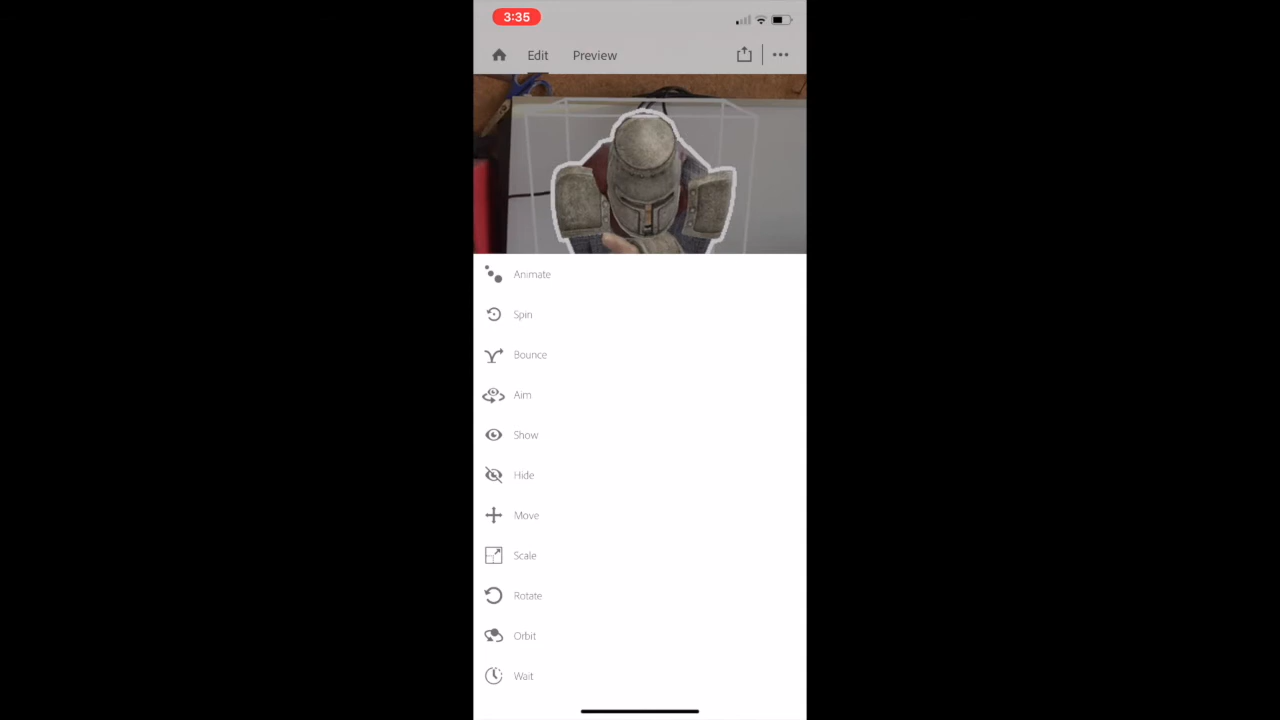 3:35
Edit Preview
Animate
Spin
Bounce
Aim
Show
Hide
Move
Scale
Rotate
Orbit
Wait